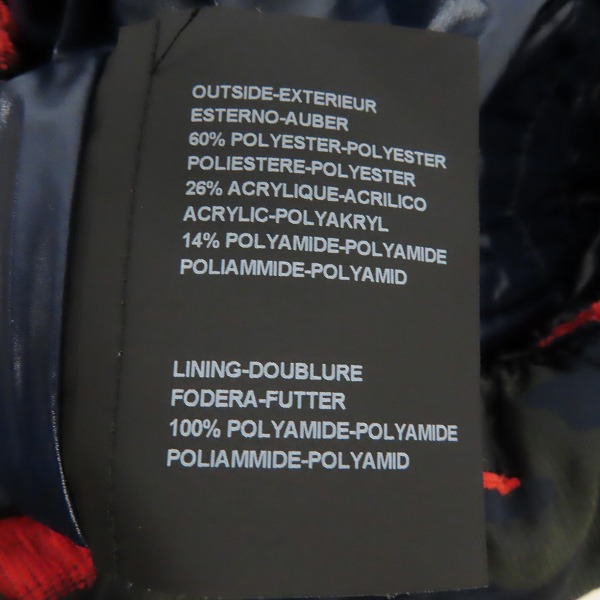 OUTSIDE-EXTERIEUR
ESTERNO-AUBER
60% POLYESTER-POLYESTER
POLIESTERE-POLYESTER
26% ACRYLIQUE-ACRILICO
ACRYLIC-POLYAKRYL
14% POLYAMIDE-POLYAMIDE
POLIAMMIDE-POLYAMID
LINING-DOUBLURE
FODERA-FUTTER
100% POLYAMIDE-POLYAMIDE
POLIAMMIDE-POLYAMID